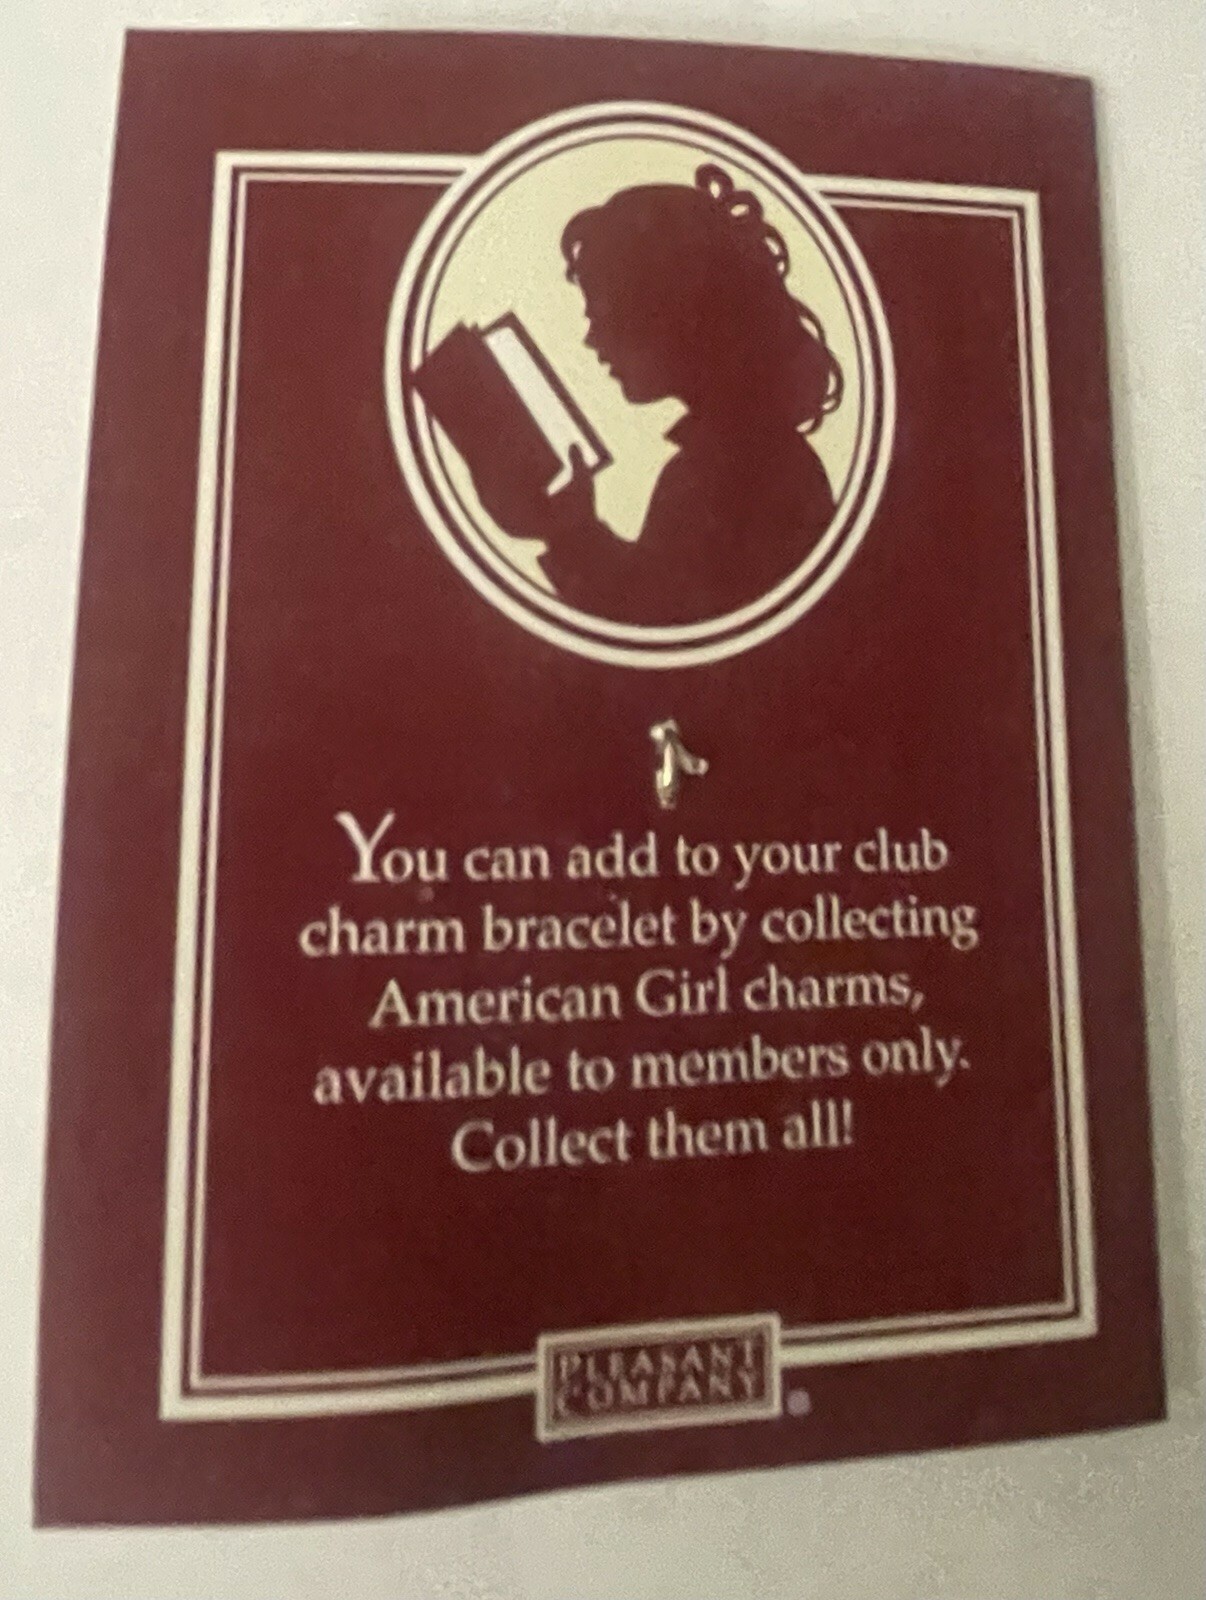 You can add to your club
charm bracelet by collecting
American Girl charms,
available to members only.
Collect them all!
PLEASANT
COMPANY
®